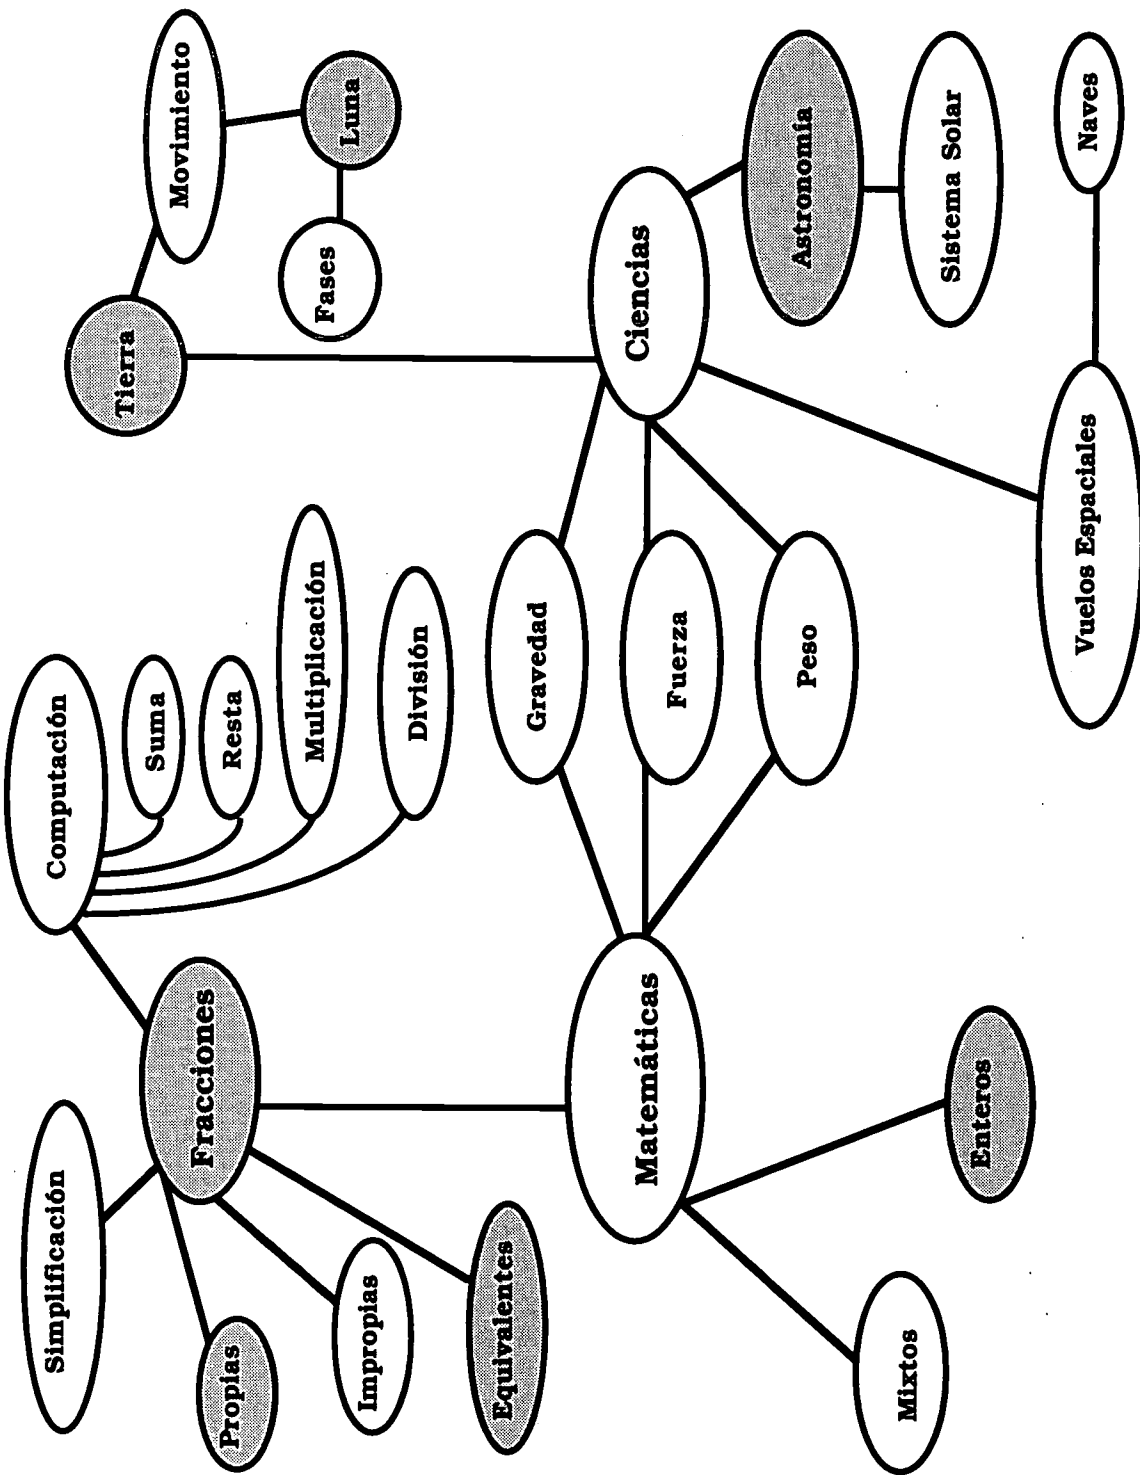 Simplificación
Computación
Tierra
Movimiento
Propias
Fracciones
Suma
Resta
Fases
Luna
Impropias
Multiplicación
Equivalentes
División
Gravedad
Matemáticas
Fuerza
Ciencias
Peso
Astronomía
Mixtos
Enteros
Sistema Solar
Vuelos Espaciales
Naves